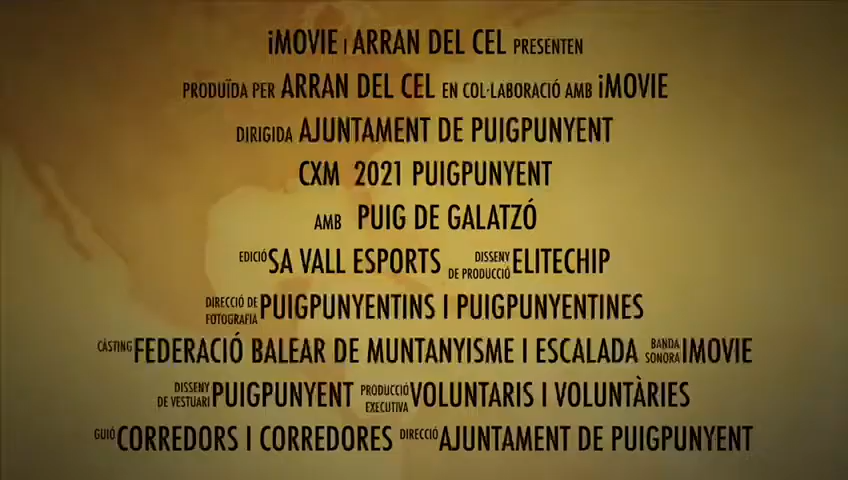 iMOVIE I ARRAN DEL CEL PRESENTEN
PRODUÏDA PER ARRAN DEL CEL EN COL·LABORACIÓ AMB iMOVIE
DIRIGIDA AJUNTAMENT DE PUIGPUNYENT
CXM 2021 PUIGPUNYENT
AMB PUIG DE GALATZÓ
EDICIÓ SA VALL ESPORTS DISSENY DE PRODUCCIÓ ELITECHIP
DIRECCIÓ DE FOTOGRAFIA PUIGPUNYENTINS I PUIGPUNYENTINES
CÀSTING FEDERACIÓ BALEAR DE MUNTANYISME I ESCALADA BANDA SONORA IMOVIE
DISSENY DE VESTUARI PUIGPUNYENT PRODUCCIÓ EXECUTIVA VOLUNTARIS I VOLUNTÀRIES
GUIÓ CORREDORS I CORREDORES DIRECCIÓ AJUNTAMENT DE PUIGPUNYENT